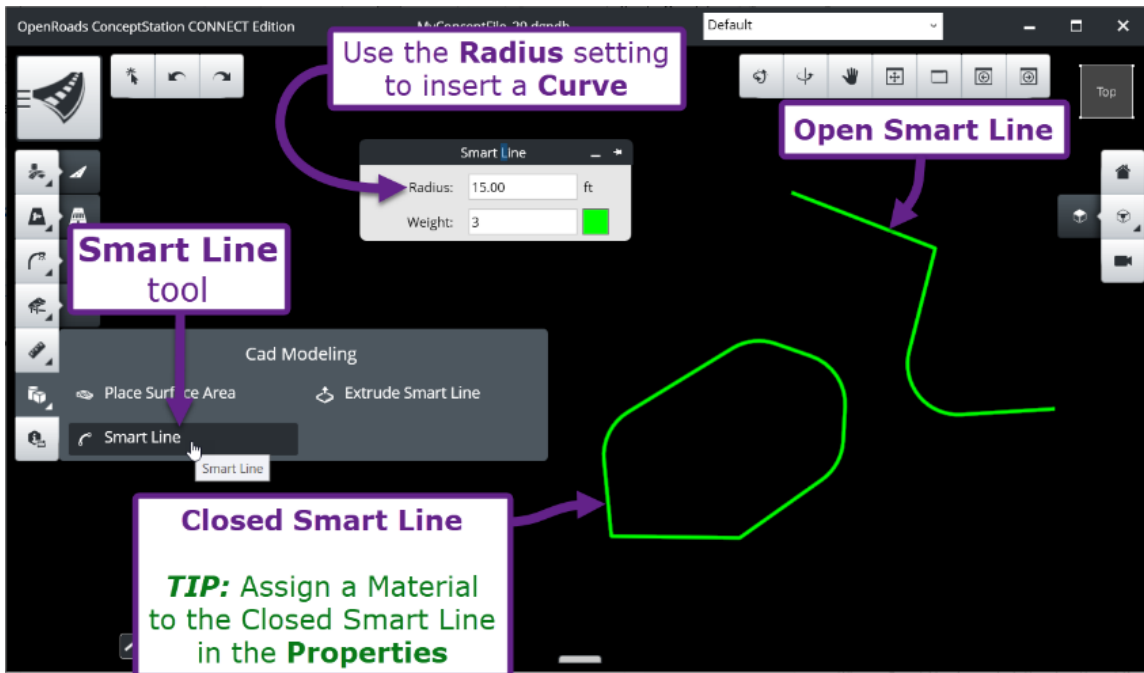 OpenRoads ConceptStation CONNECT Edition
Default
Use the Radius setting
to insert a Curve
Top
Open Smart Line
Smart Line
Radius: 15.00 ft
Weight: 3
Smart Line
tool
Cad Modeling
Place Surface Area
Extrude Smart Line
Smart Line
Smart Line
Closed Smart Line
TIP: Assign a Material
to the Closed Smart Line
in the Properties